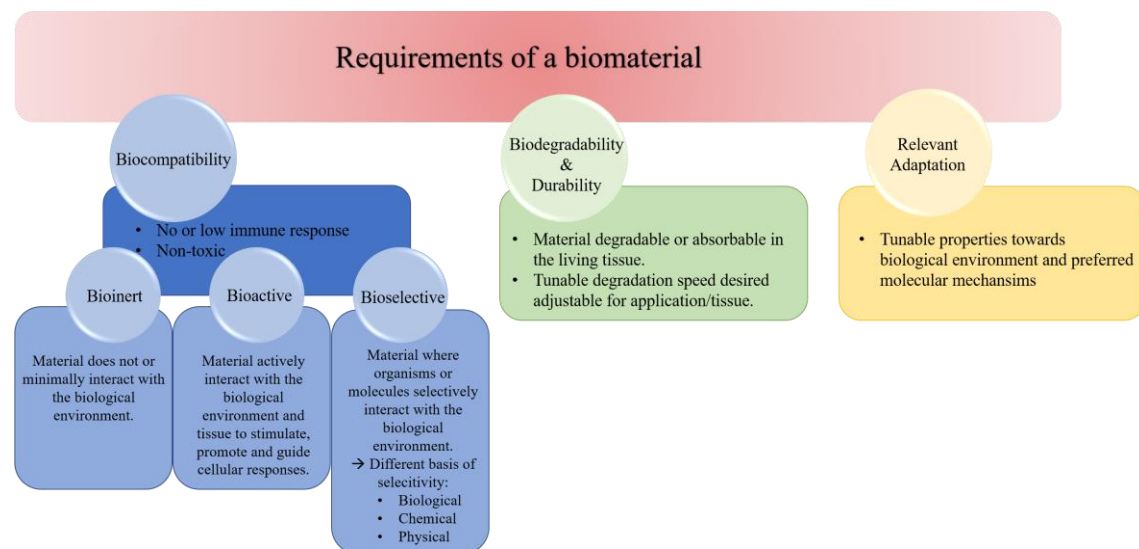 Requirements of a biomaterial
Biocompatibility
• No or low immune response
• Non-toxic
Bioinert
Material does not or
minimally interact with
the biological
environment.
Bioactive
Material actively
interact with the
biological
environment and
tissue to stimulate,
promote and guide
cellular responses.
Bioselective
Material where
organisms or
molecules selectively
interact with the
biological
environment.
→ Different basis of
selecitivity:
• Biological
• Chemical
• Physical
Biodegradability
&
Durability
• Material degradable or absorbable in
the living tissue.
• Tunable degradation speed desired
adjustable for application/tissue.
Relevant
Adaptation
• Tunable properties towards
biological environment and preferred
molecular mechansims